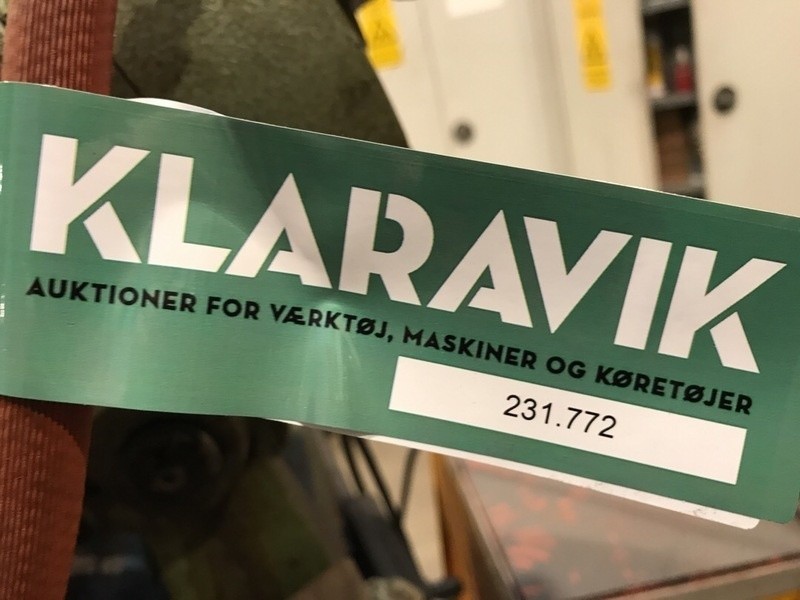 KLARAVIK
AUKTIONER FOR VÆRKTØJ, MASKINER OG KØRETØJER
231.772